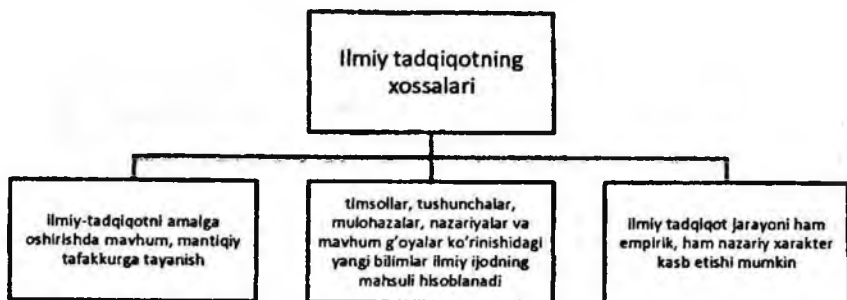 Ilmiy tadqiqotning
xossalari
ilmiy-tadqiqotni amalga
oshirishda mavhum, mantiqiy
tafakkurga tayanish
timsollar, tushunchalar,
mulohazalar, nazariyalar va
mavhum g'oyalar ko'rinishidagi
yangi bilimlar ilmiy ijodning
mahsuli hisoblanadi
ilmiy tadqiqot jarayoni ham
empirik, ham nazariy xarakter
kasb etishi mumkin